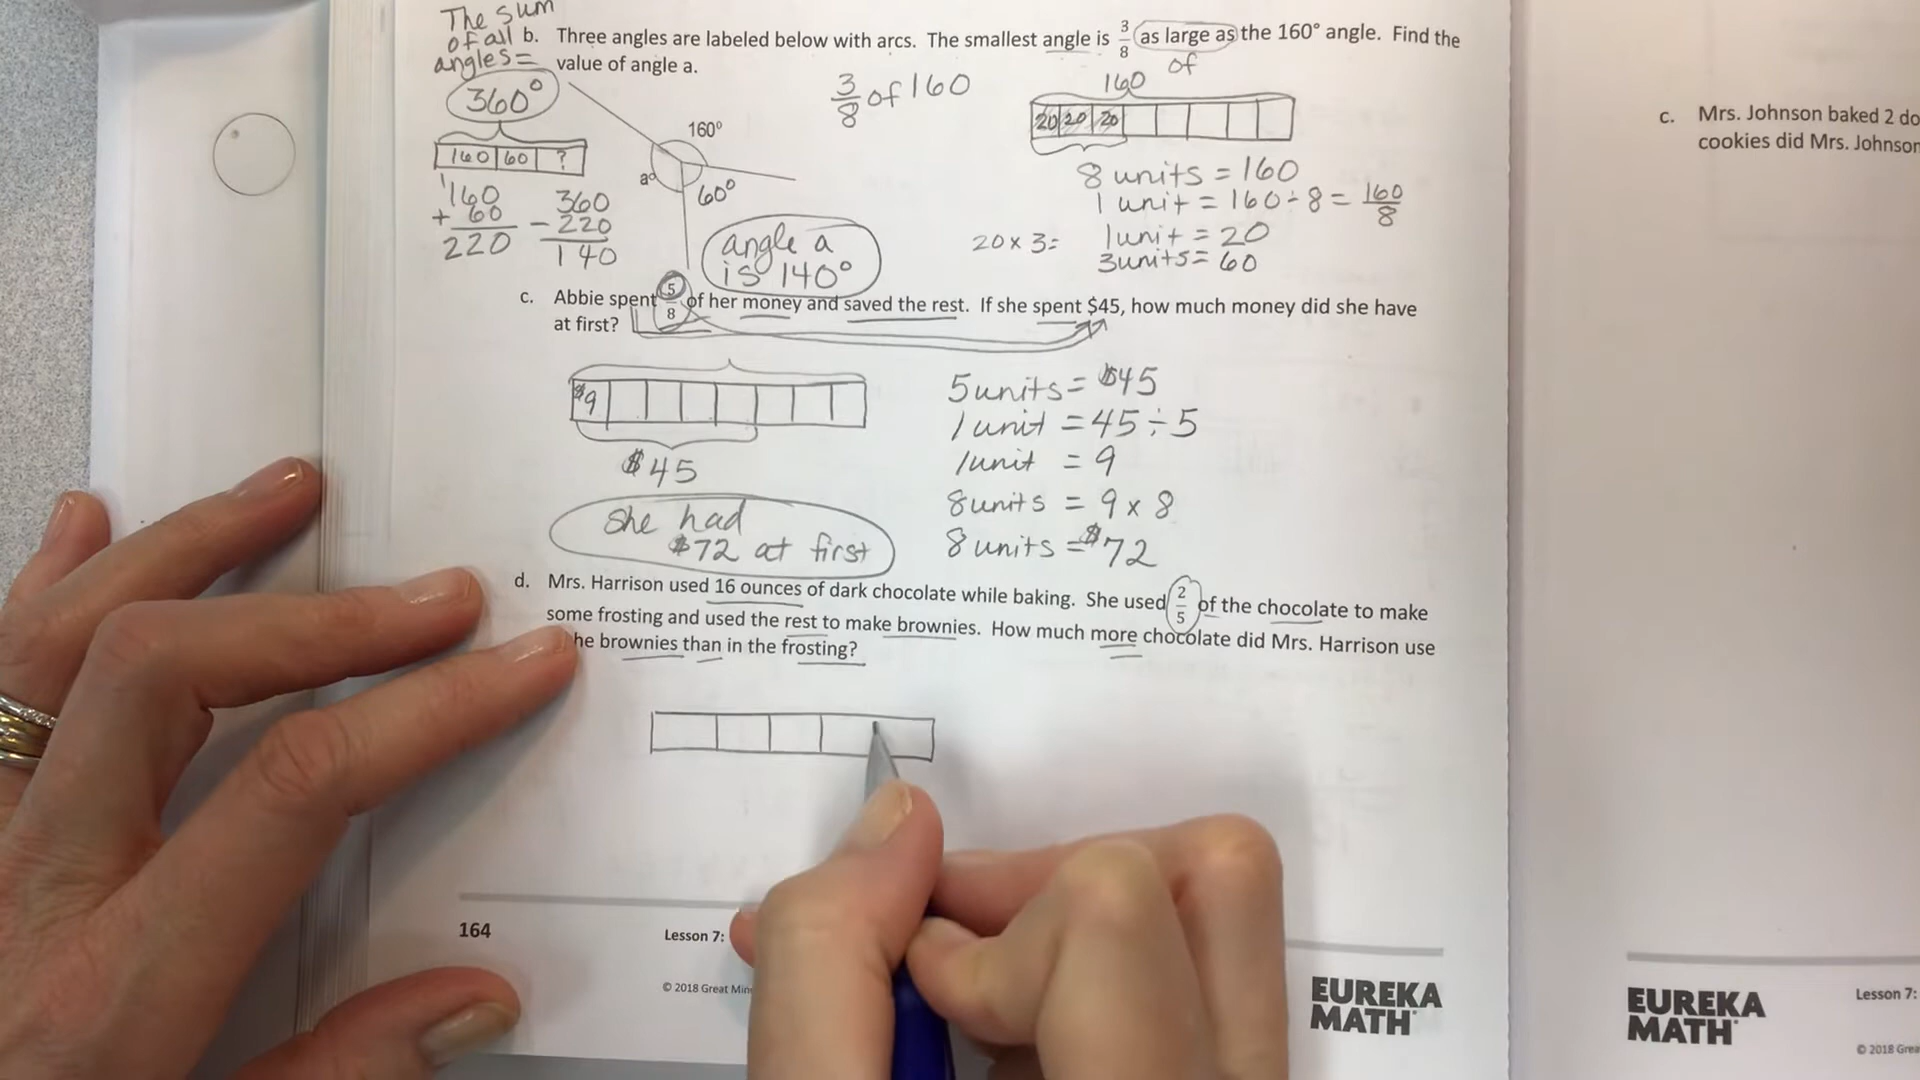 The sum
of all
angles =
360°
160 60 ?
160
+ 60
220
360
- 220
140
b. Three angles are labeled below with arcs. The smallest angle is 3/8 as large as the 160° angle. Find the
value of angle a.
of
3/8 of 160
160°
a°
60°
angle a
is 140°
160
20 20 20
8 units = 160
1 unit = 160 ÷ 8 = 160/8
20 x 3 =
1 unit = 20
3 units = 60
c. Abbie spent 5/8 of her money and saved the rest. If she spent $45, how much money did she have
at first?
$9
$45
She had
$72 at first
5 units = $45
1 unit = 45 ÷ 5
1 unit = 9
8 units = 9 x 8
8 units = $72
d. Mrs. Harrison used 16 ounces of dark chocolate while baking. She used 2/5 of the chocolate to make
some frosting and used the rest to make brownies. How much more chocolate did Mrs. Harrison use
he brownies than in the frosting?
164
Lesson 7:
© 2018 Great
EUREKA
MATH
c. Mrs. Johnson baked 2 do
cookies did Mrs. Johnson
EUREKA
MATH
Lesson 7:
© 2018 Grea